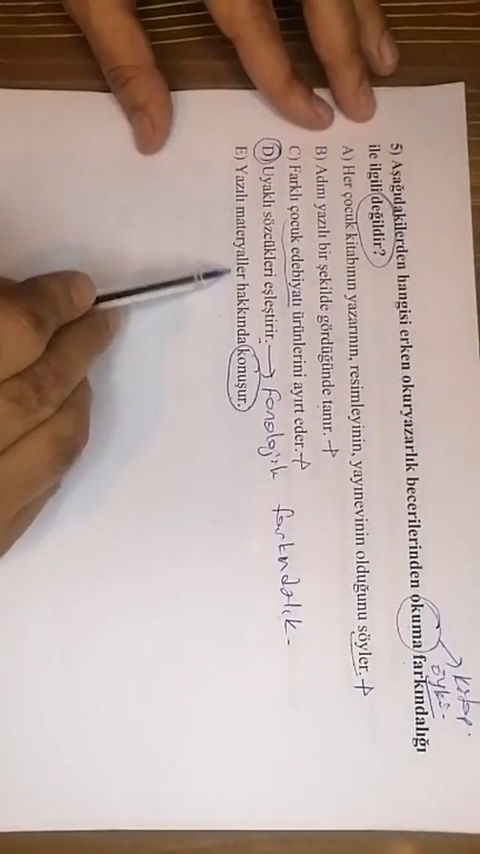 5) Aşağıdakilerden hangisi erken okuryazarlık becerilerinden okuma farkındalığı
ile ilgili değildir?
A) Her çocuk kitabının yazarının, resimleyinin, yayınevinin olduğunu söyler. +
B) Adını yazılı bir şekilde gördüğünde tanır. +
C) Farklı çocuk edebiyatı ürünlerini ayırt eder. +
D) Uyaklı sözcükleri eşleştirir. → fonolojik farkındalık.
E) Yazılı materyaller hakkında konuşur.
kitap.
öykü.